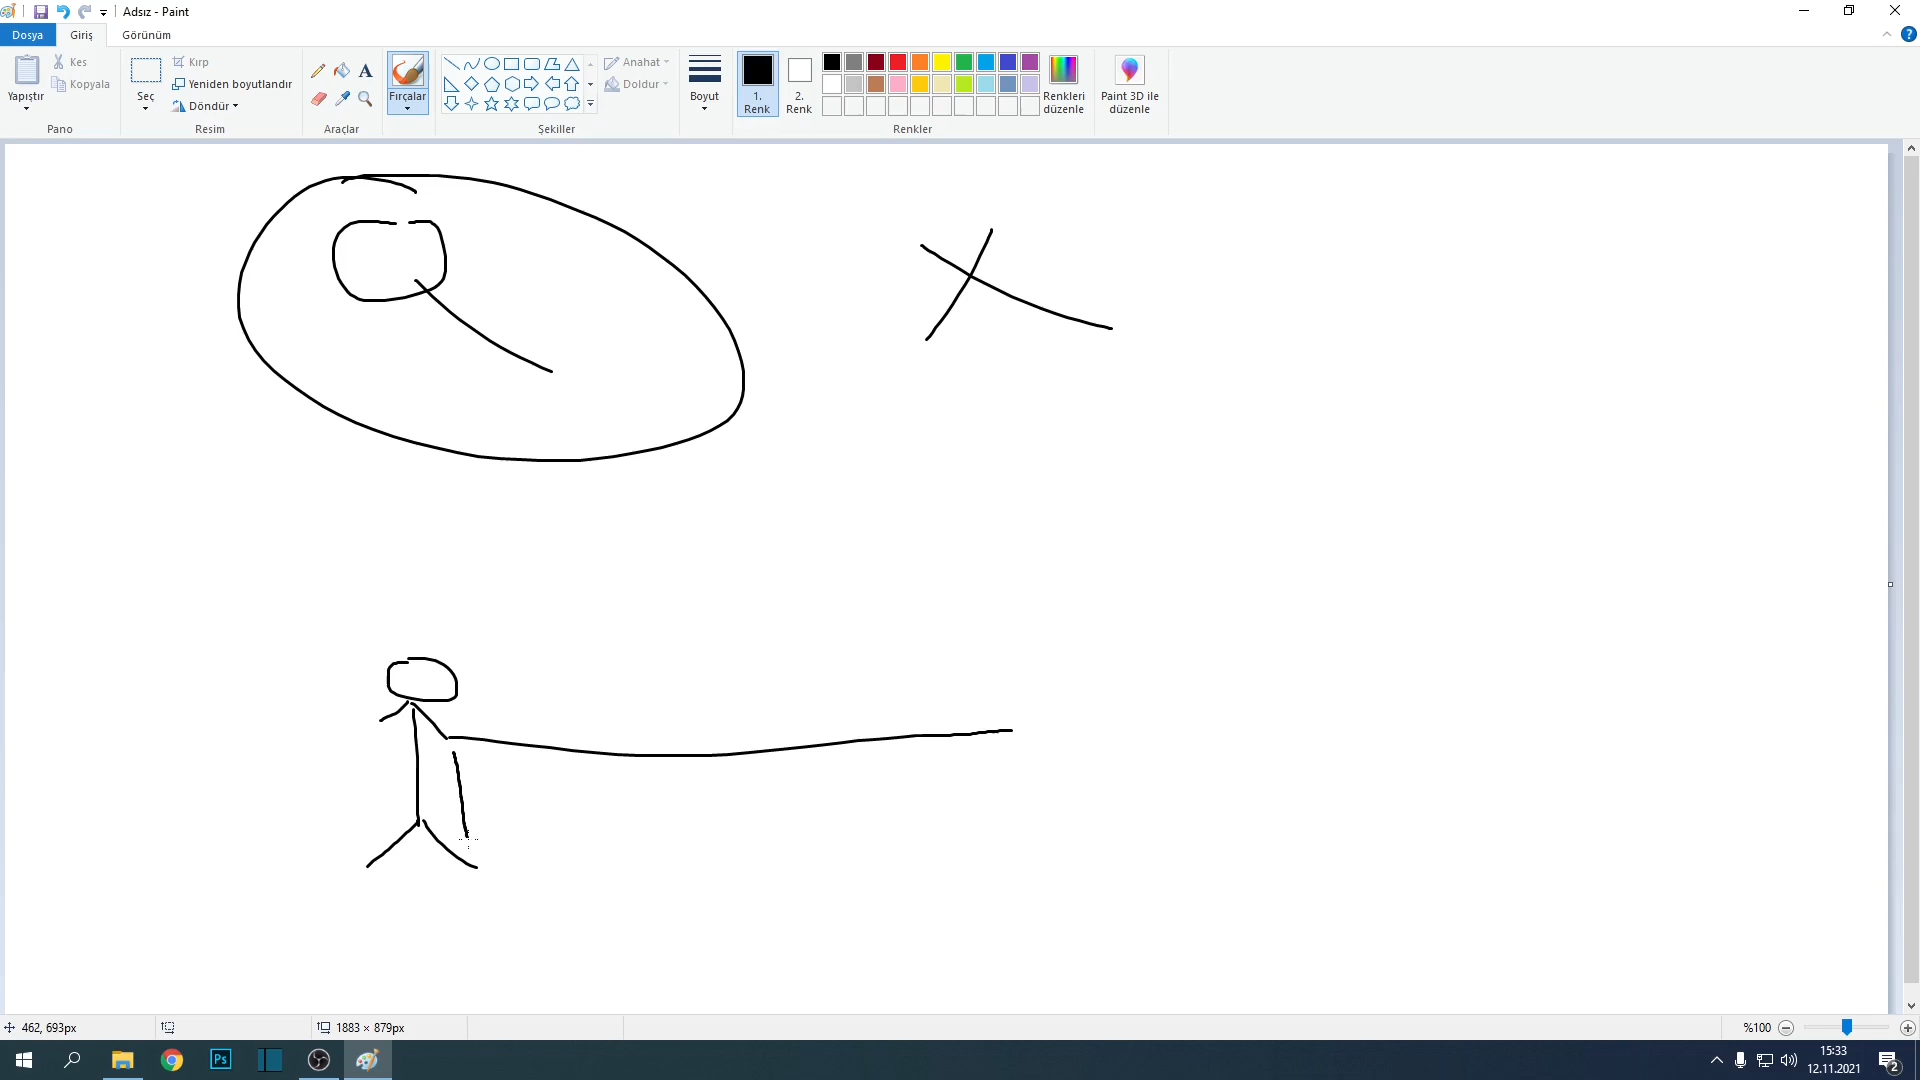 Adsız - Paint
Dosya
Giriş
Görünüm
Yapıştır
Kes
Kopyala
Pano
Seç
Kırp
Yeniden boyutlandır
Döndür
Resim
A
Araçlar
Fırçalar
Anahat
Doldur
Şekiller
Boyut
1.
Renk
2.
Renk
Renkleri
düzenle
Renkler
Paint 3D ile
düzenle
?
462, 693px
1883 × 879px
%100
Ps
15:33
12.11.2021
2